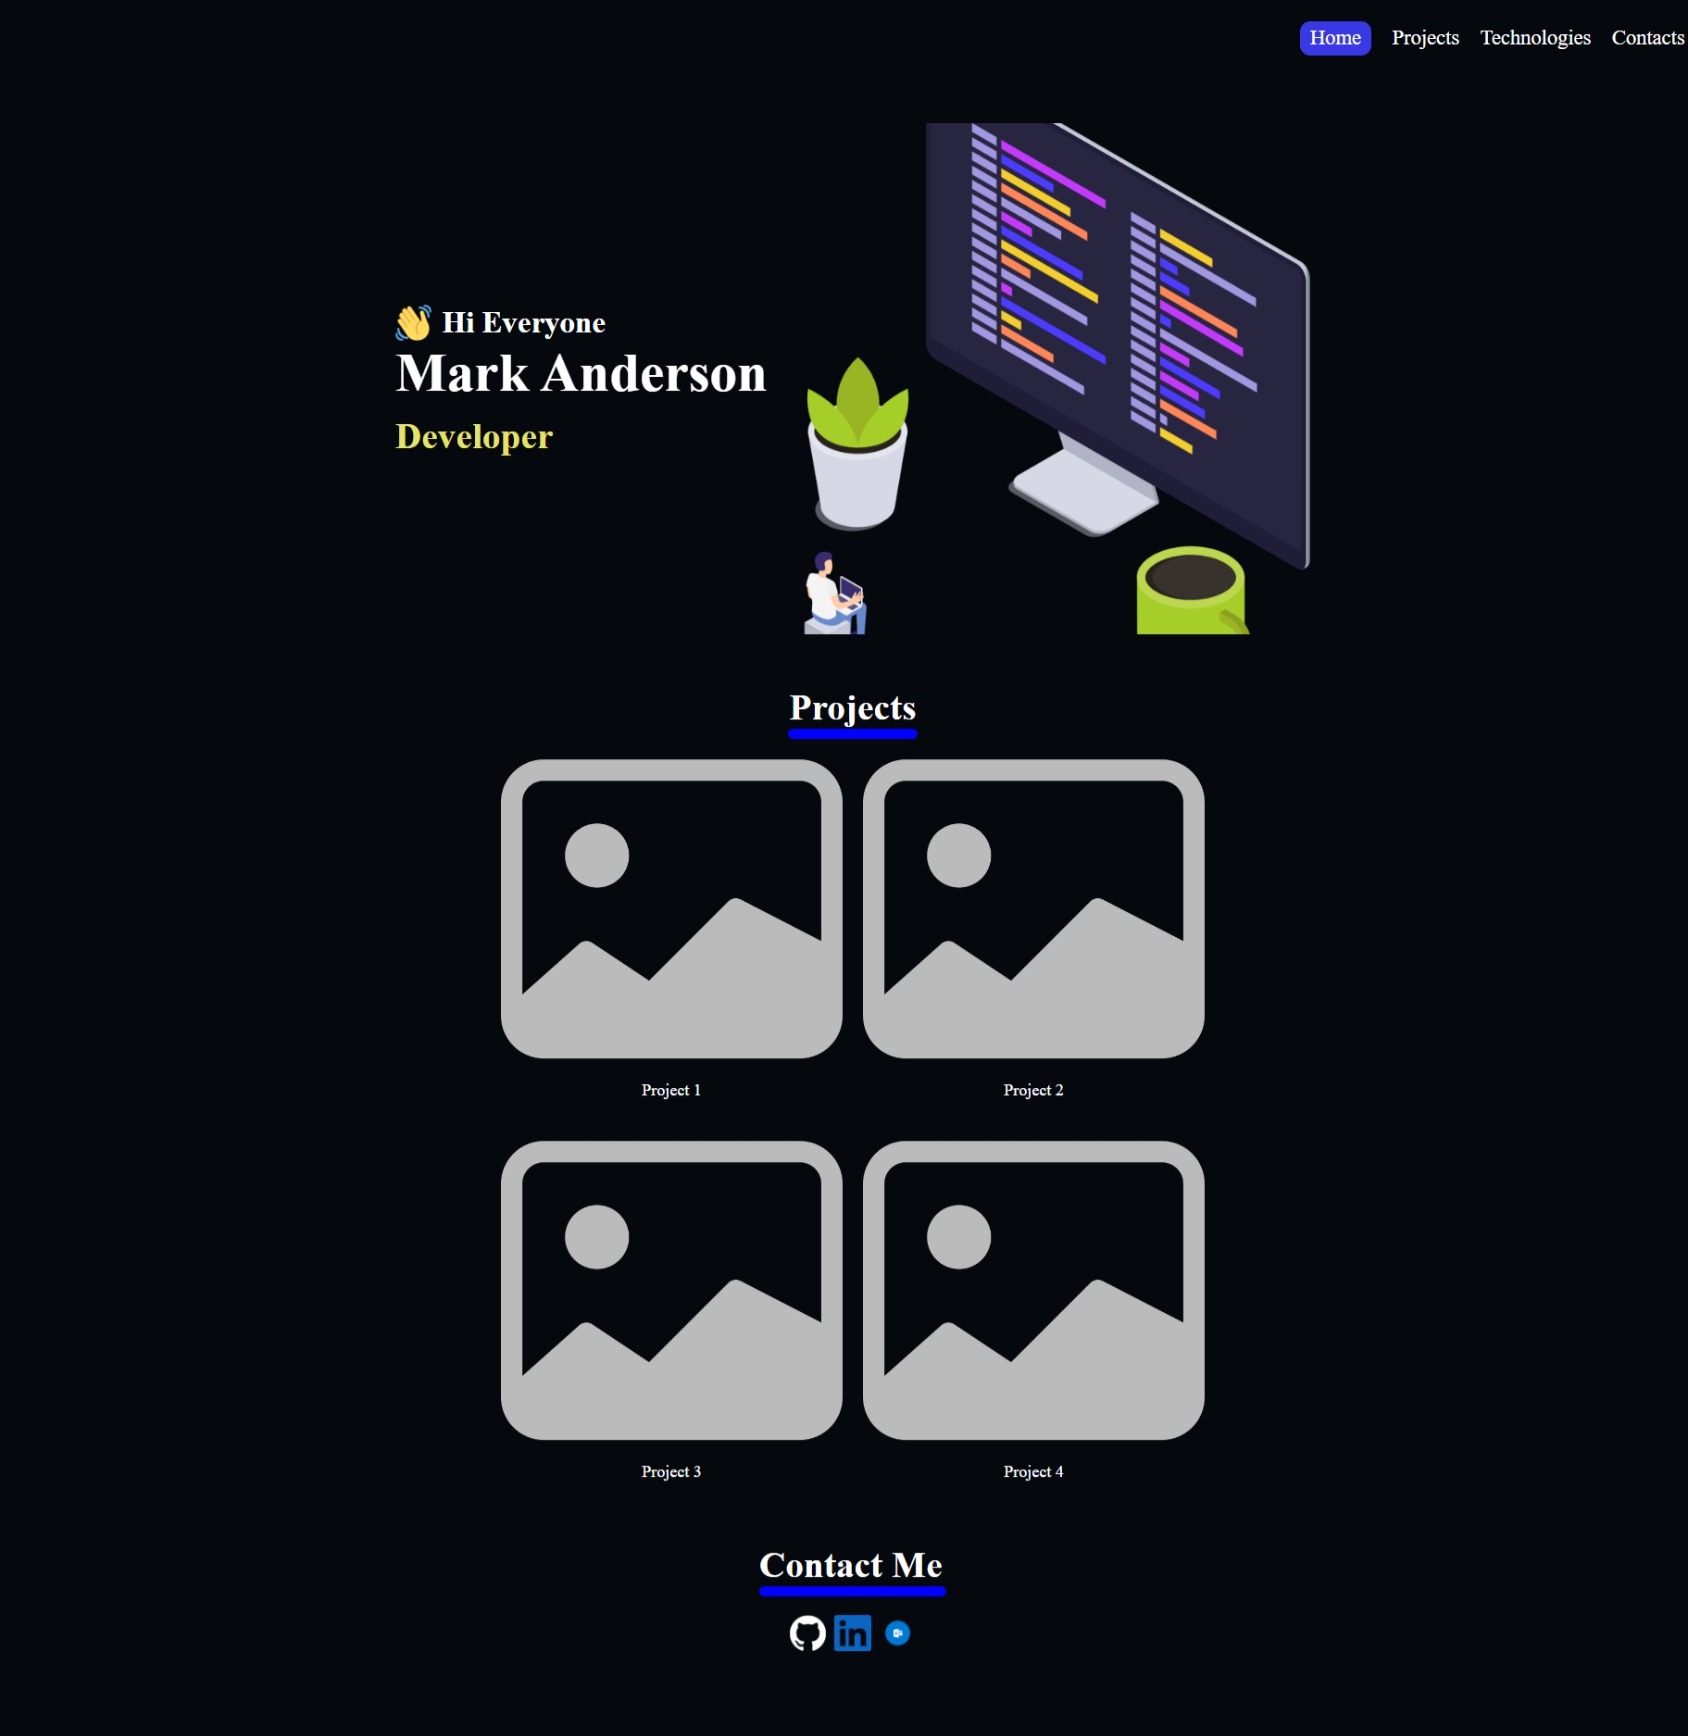 Home Projects Technologies Contacts
👋 Hi Everyone
Mark Anderson
Developer
Projects
Project 1
Project 2
Project 3
Project 4
Contact Me
in